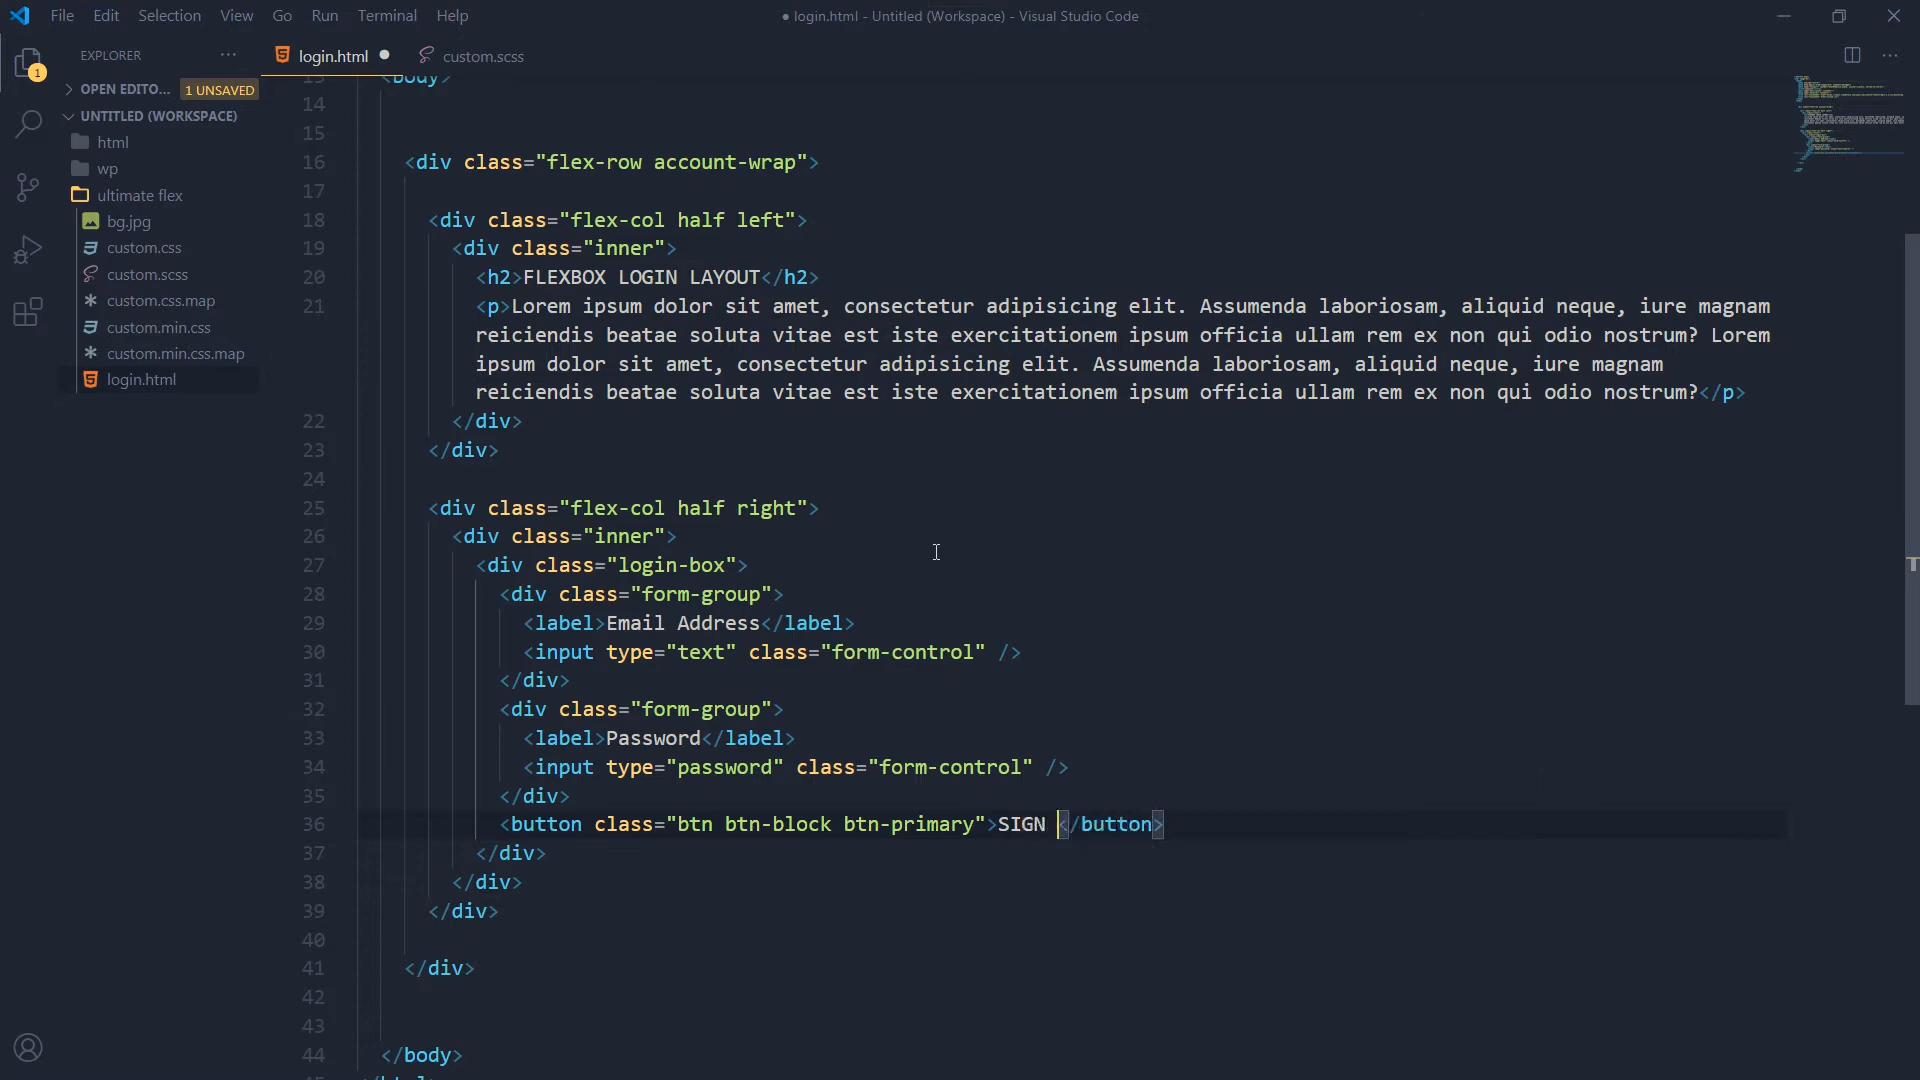 File Edit Selection View Go Run Terminal Help
● login.html - Untitled (Workspace) - Visual Studio Code
EXPLORER ···
login.html ●
custom.scss
1
OPEN EDITO... 1 UNSAVED
UNTITLED (WORKSPACE)
html
wp
ultimate flex
bg.jpg
custom.css
custom.scss
custom.css.map
custom.min.css
custom.min.css.map
login.html
13 <body>
14
15
16 <div class="flex-row account-wrap">
17
18 <div class="flex-col half left">
19 <div class="inner">
20 <h2>FLEXBOX LOGIN LAYOUT</h2>
21 <p>Lorem ipsum dolor sit amet, consectetur adipisicing elit. Assumenda laboriosam, aliquid neque, iure magnam
reiciendis beatae soluta vitae est iste exercitationem ipsum officia ullam rem ex non qui odio nostrum? Lorem
ipsum dolor sit amet, consectetur adipisicing elit. Assumenda laboriosam, aliquid neque, iure magnam
reiciendis beatae soluta vitae est iste exercitationem ipsum officia ullam rem ex non qui odio nostrum?</p>
22 </div>
23 </div>
24
25 <div class="flex-col half right">
26 <div class="inner">
27 <div class="login-box">
28 <div class="form-group">
29 <label>Email Address</label>
30 <input type="text" class="form-control" />
31 </div>
32 <div class="form-group">
33 <label>Password</label>
34 <input type="password" class="form-control" />
35 </div>
36 <button class="btn btn-block btn-primary">SIGN </button>
37 </div>
38 </div>
39 </div>
40
41 </div>
42
43
44 </body>